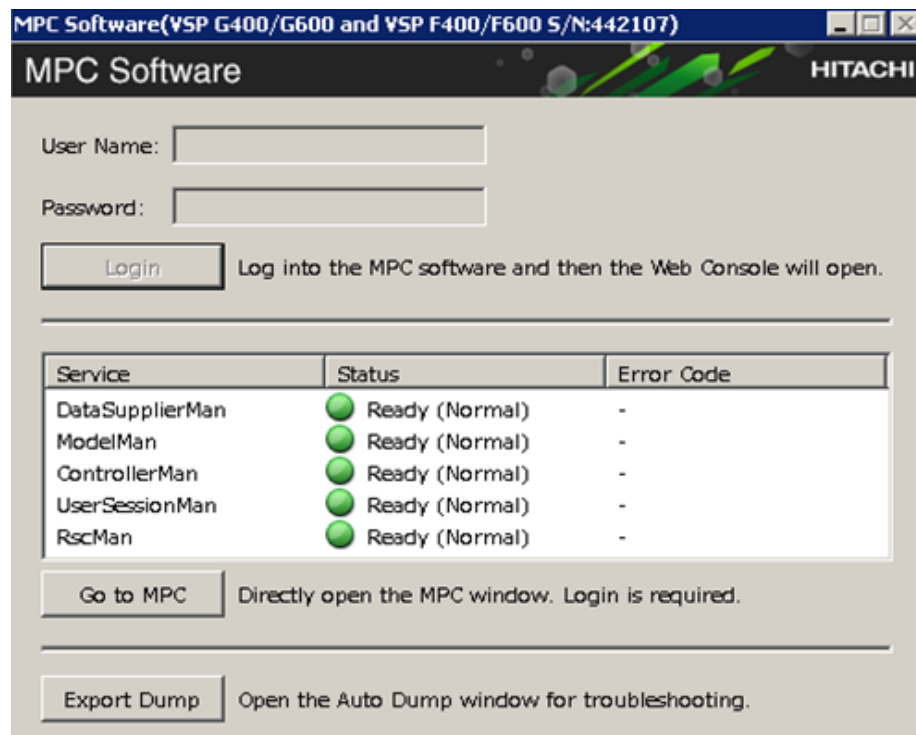 MPC Software(VSP G400/G600 and VSP F400/F600 S/N:442107)
MPC Software HITACHI
User Name:
Password:
Login Log into the MPC software and then the Web Console will open.
Service Status Error Code
DataSupplierMan Ready (Normal) -
ModelMan Ready (Normal) -
ControllerMan Ready (Normal) -
UserSessionMan Ready (Normal) -
RscMan Ready (Normal) -
Go to MPC Directly open the MPC window. Login is required.
Export Dump Open the Auto Dump window for troubleshooting.